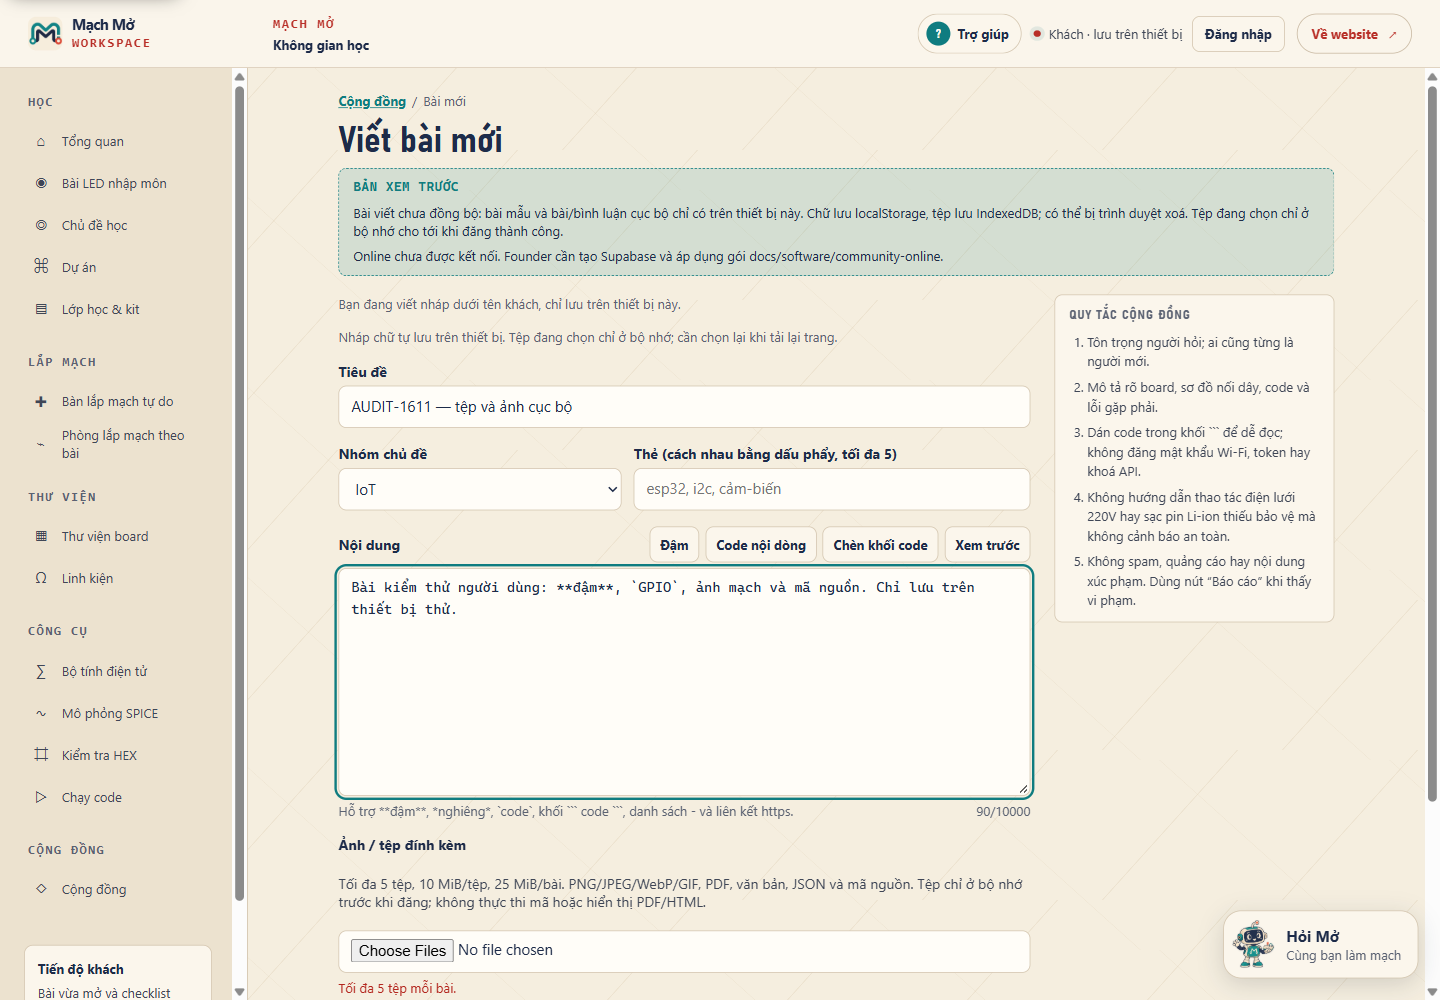 Mạch Mở
WORKSPACE
MẠCH MỞ
Không gian học
? Trợ giúp
Khách · lưu trên thiết bị
Đăng nhập
Về website ↗
HỌC
Tổng quan
Bài LED nhập môn
Chủ đề học
Dự án
Lớp học & kit
LẮP MẠCH
Bàn lắp mạch tự do
Phòng lắp mạch theo
bài
THƯ VIỆN
Thư viện board
Linh kiện
CÔNG CỤ
Bộ tính điện tử
Mô phỏng SPICE
Kiểm tra HEX
Chạy code
CỘNG ĐỒNG
Cộng đồng
Tiến độ khách
Bài vừa mở và checklist
Cộng đồng / Bài mới
Viết bài mới
BẢN XEM TRƯỚC
Bài viết chưa đồng bộ: bài mẫu và bài/bình luận cục bộ chỉ có trên thiết bị này. Chữ lưu localStorage, tệp lưu IndexedDB; có thể bị trình duyệt xoá. Tệp đang chọn chỉ ở
bộ nhớ cho tới khi đăng thành công.
Online chưa được kết nối. Founder cần tạo Supabase và áp dụng gói docs/software/community-online.
Bạn đang viết nháp dưới tên khách, chỉ lưu trên thiết bị này.
Nháp chữ tự lưu trên thiết bị. Tệp đang chọn chỉ ở bộ nhớ; cần chọn lại khi tải lại trang.
Tiêu đề
AUDIT-1611 — tệp và ảnh cục bộ
Nhóm chủ đề
IoT
Thẻ (cách nhau bằng dấu phẩy, tối đa 5)
esp32, i2c, cảm-biến
Nội dung
Đậm
Code nội dòng
Chèn khối code
Xem trước
Bài kiểm thử người dùng: **đậm**, `GPIO`, ảnh mạch và mã nguồn. Chỉ lưu trên
thiết bị thử.
Hỗ trợ **đậm**, *nghiêng*, `code`, khối ``` code ```, danh sách - và liên kết https.
90/10000
Ảnh / tệp đính kèm
Tối đa 5 tệp, 10 MiB/tệp, 25 MiB/bài. PNG/JPEG/WebP/GIF, PDF, văn bản, JSON và mã nguồn. Tệp chỉ ở bộ nhớ
trước khi đăng; không thực thi mã hoặc hiển thị PDF/HTML.
Choose Files No file chosen
Tối đa 5 tệp mỗi bài.
QUY TẮC CỘNG ĐỒNG
1. Tôn trọng người hỏi; ai cũng từng là
người mới.
2. Mô tả rõ board, sơ đồ nối dây, code và
lỗi gặp phải.
3. Dán code trong khối ``` để dễ đọc;
không đăng mật khẩu Wi-Fi, token hay
khoá API.
4. Không hướng dẫn thao tác điện lưới
220V hay sạc pin Li-ion thiếu bảo vệ mà
không cảnh báo an toàn.
5. Không spam, quảng cáo hay nội dung
xúc phạm. Dùng nút “Báo cáo” khi thấy
vi phạm.
Hỏi Mở
Cùng bạn làm mạch